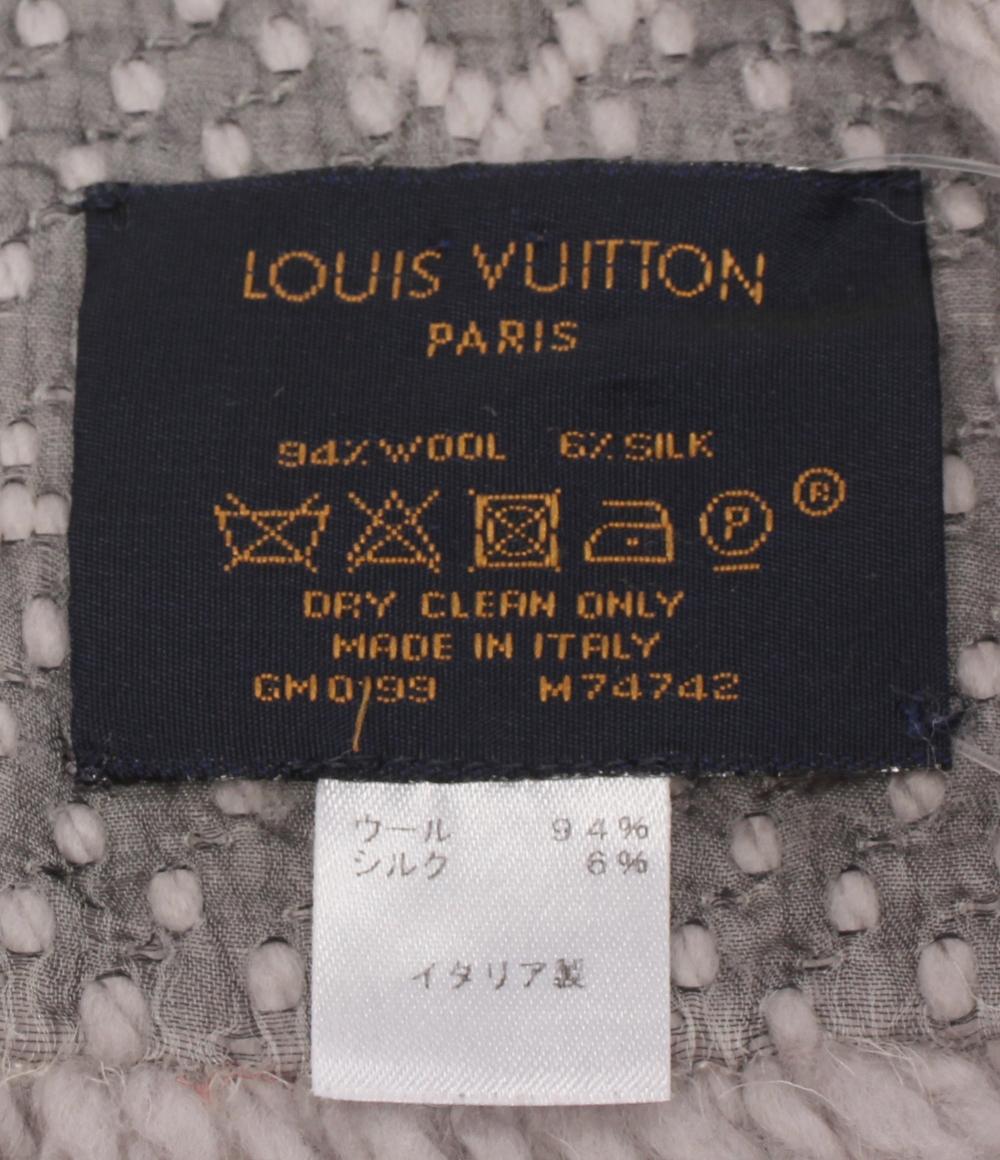 LOUIS VUITTON
PARIS
94% WOOL 6% SILK
P ®
DRY CLEAN ONLY
MADE IN ITALY
GM0199 M74742
ウール 94%
シルク 6%
イタリア製